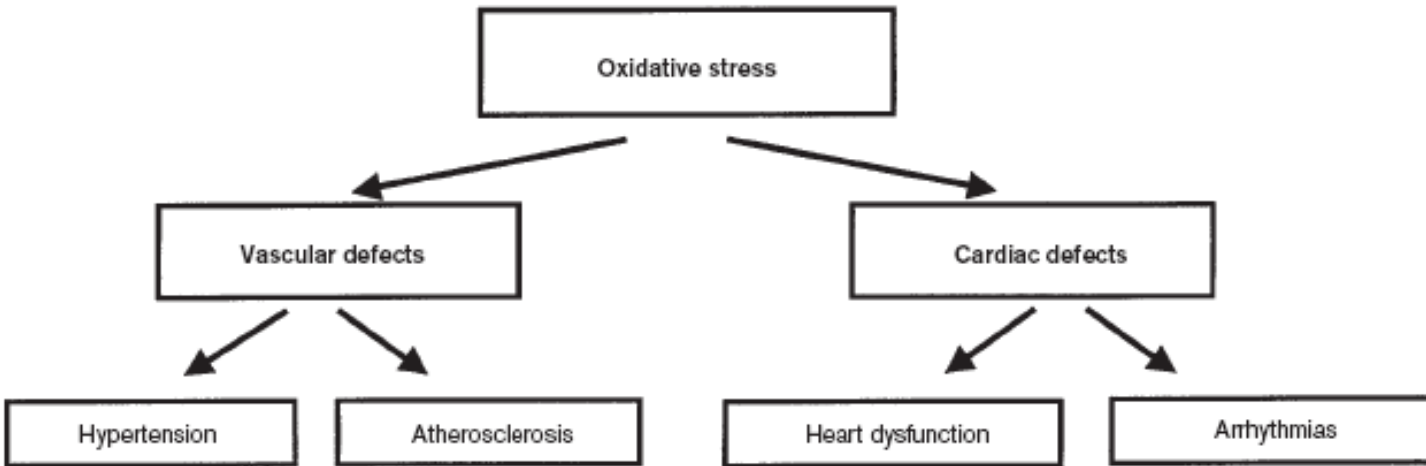 Oxidative stress
Vascular defects
Cardiac defects
Hypertension
Atherosclerosis
Heart dysfunction
Arrhythmias